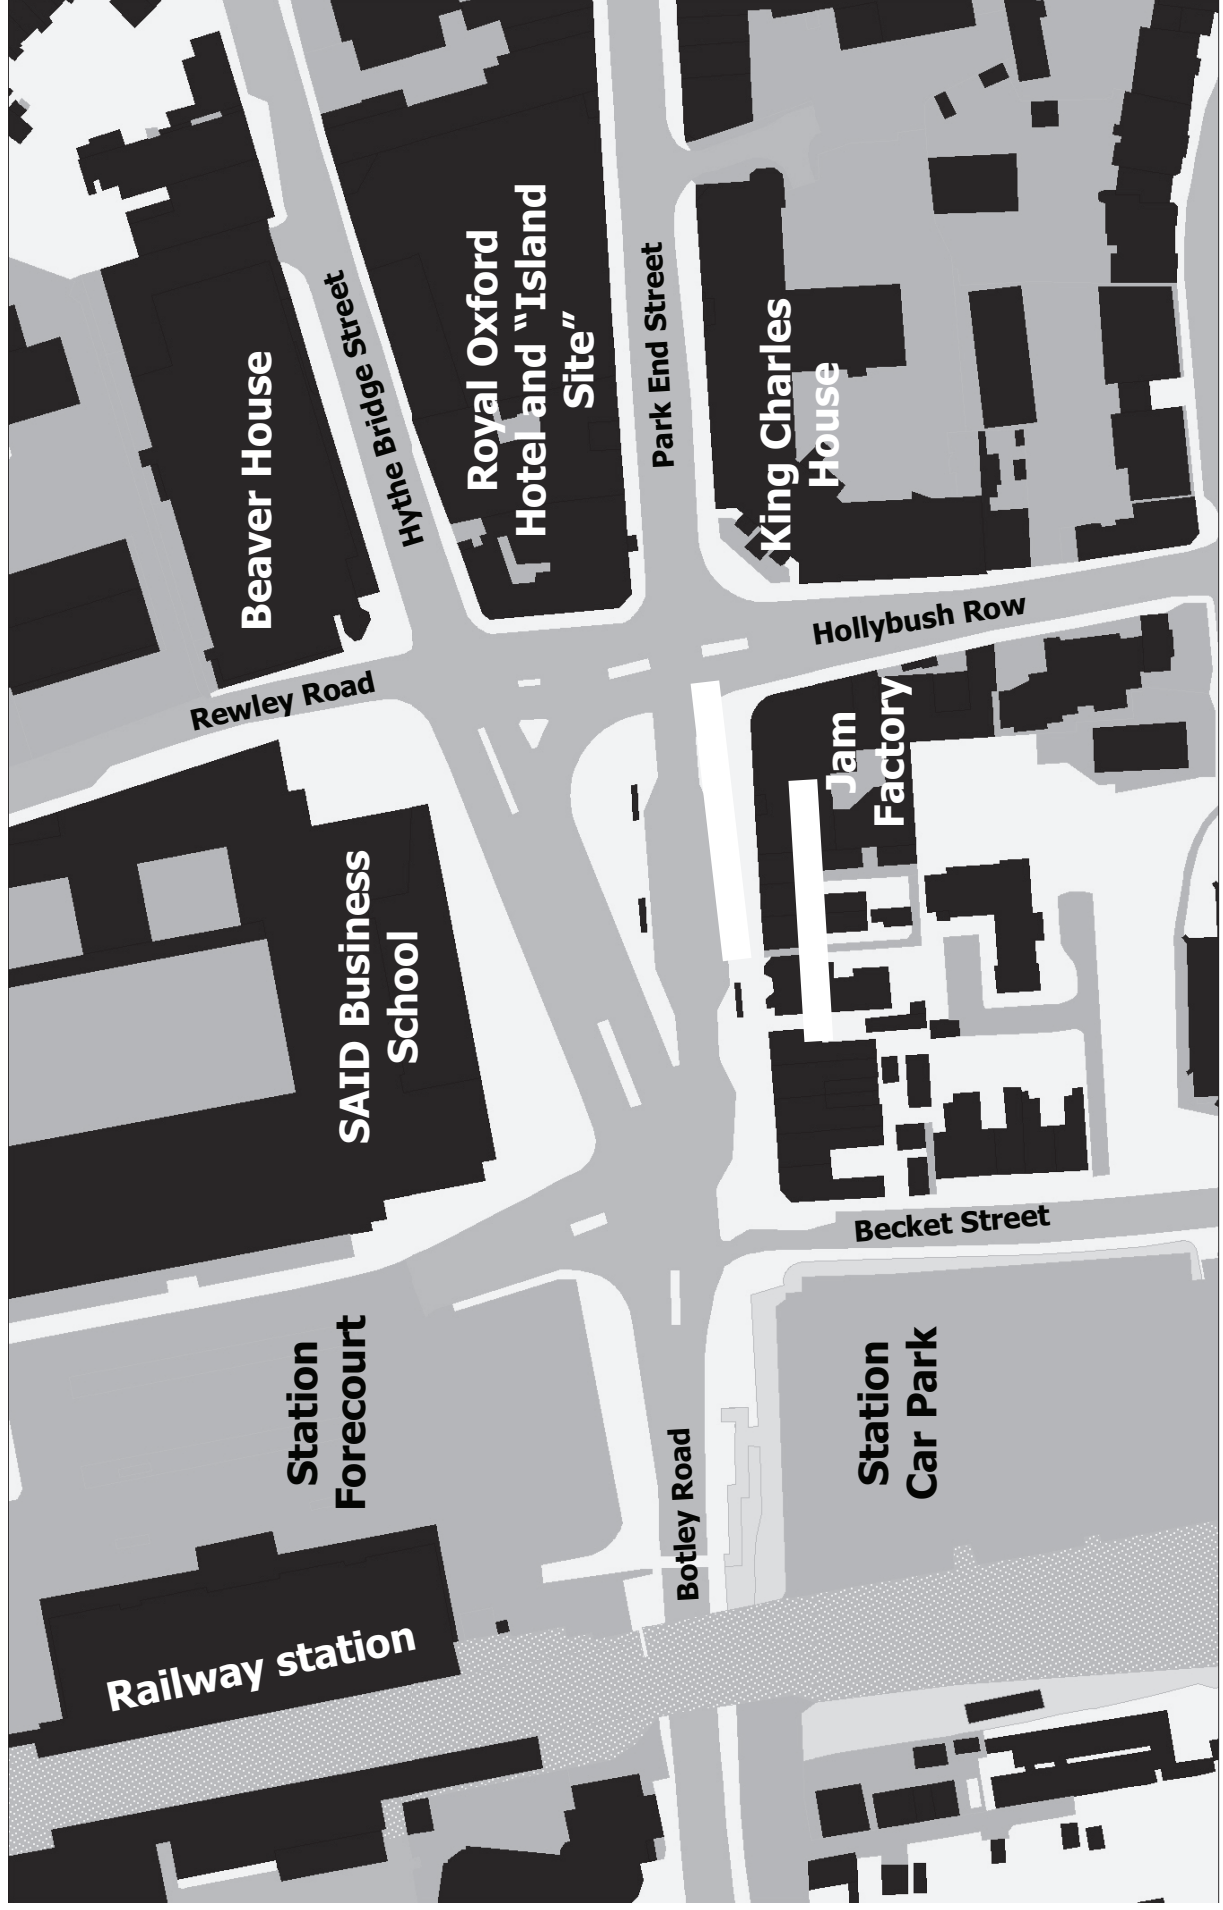 Beaver House
Hythe Bridge Street
Royal Oxford
Hotel and “Island
Site”
Park End Street
King Charles
House
Rewley Road
Hollybush Row
SAID Business
School
Jam
Factory
Becket Street
Station
Forecourt
Station
Car Park
Botley Road
Railway station